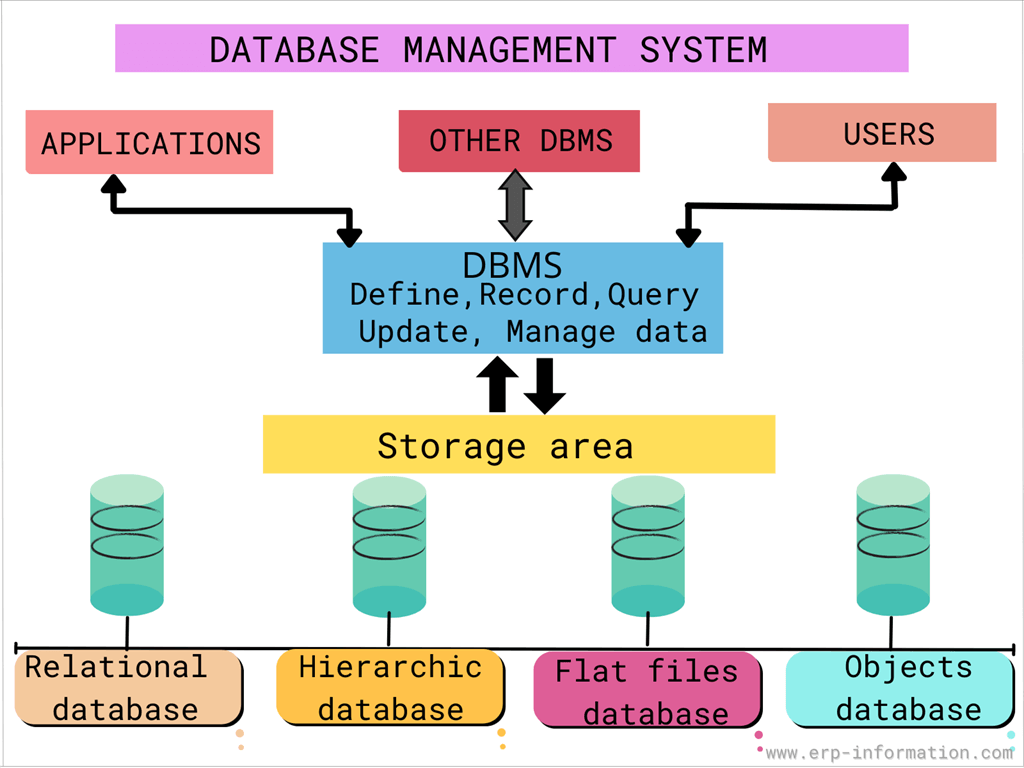 DATABASE MANAGEMENT SYSTEM
APPLICATIONS
OTHER DBMS
USERS
DBMS
Define,Record,Query
Update, Manage data
Storage area
Relational
database
Hierarchic
database
Flat files
database
Objects
database
www.erp-information.com